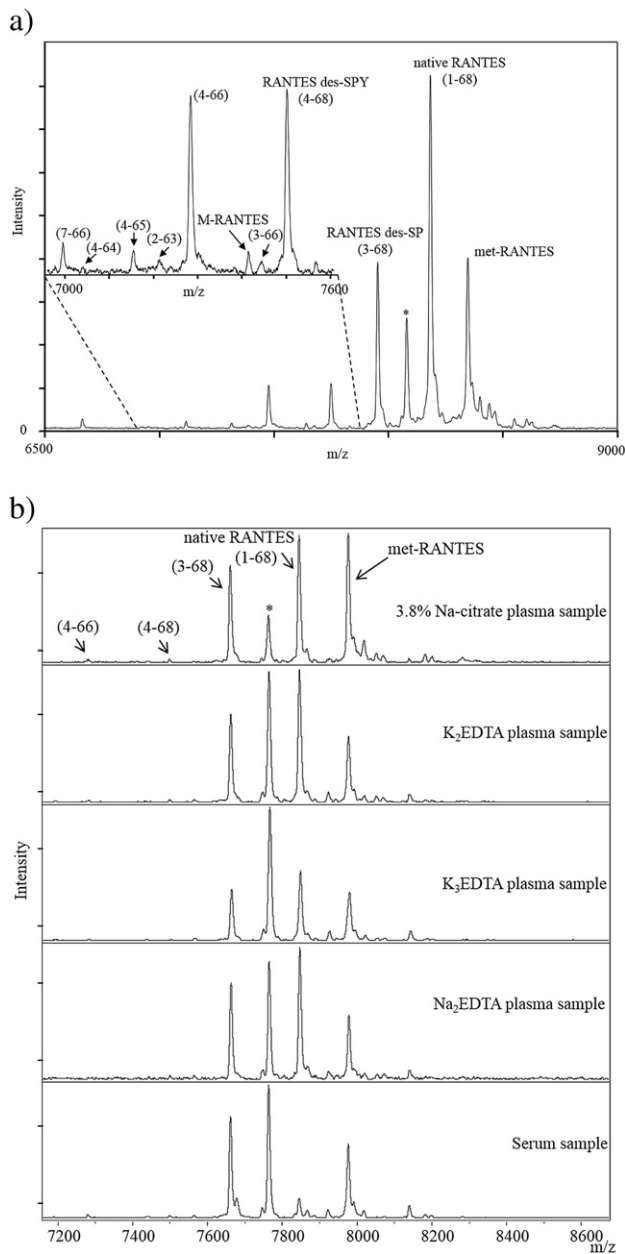 a)
native RANTES
(1-68)
RANTES des-SPY
(4-68)
(4-66)
Intensity
M-RANTES
(4-65)
(7-66)
(4-64)
(2-63)
(3-66)
RANTES des-SP
(3-68)
met-RANTES
*
7000
7600
m/z
0
6500
9000
m/z
b)
native RANTES
(1-68)
met-RANTES
(3-68)
*
3.8% Na-citrate plasma sample
(4-66)
(4-68)
K₂EDTA plasma sample
Intensity
K₃EDTA plasma sample
Na₂EDTA plasma sample
Serum sample
7200 7400 7600 7800 8000 8200 8400 8600
m/z